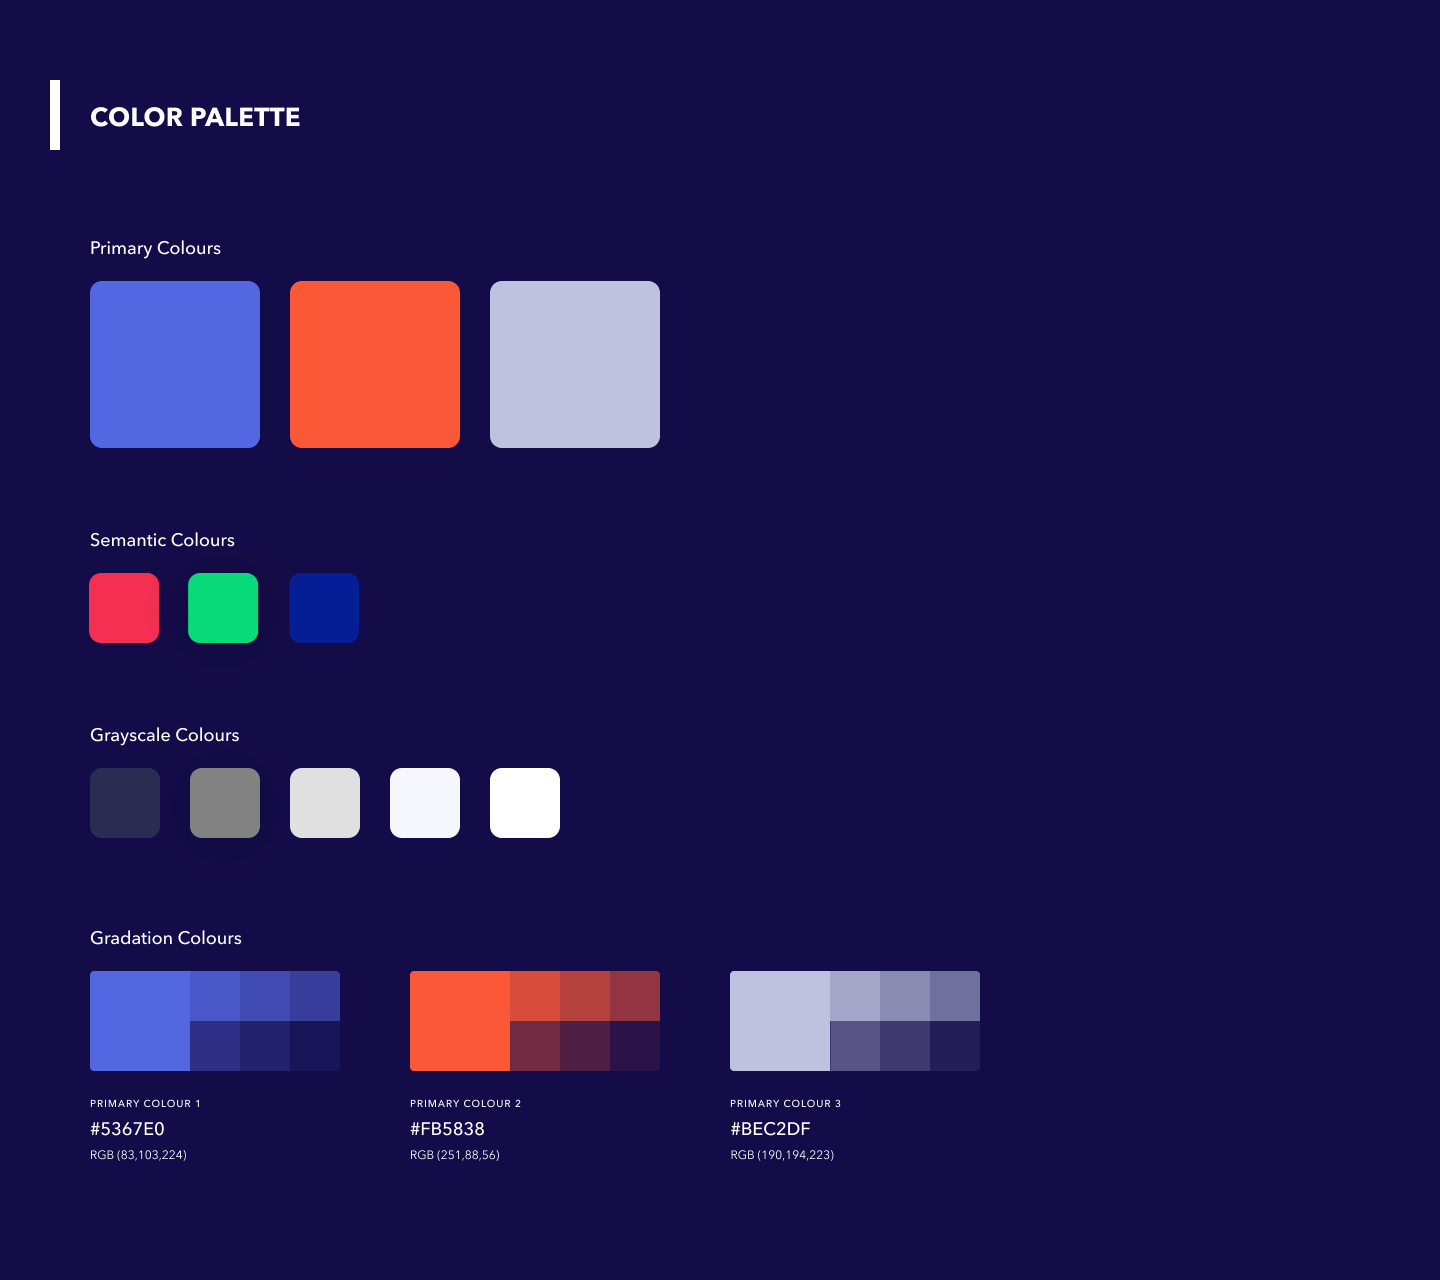 COLOR PALETTE
Primary Colours
Semantic Colours
Grayscale Colours
Gradation Colours
PRIMARY COLOUR 1
#5367E0
RGB (83,103,224)
PRIMARY COLOUR 2
#FB5838
RGB (251,88,56)
PRIMARY COLOUR 3
#BEC2DF
RGB (190,194,223)